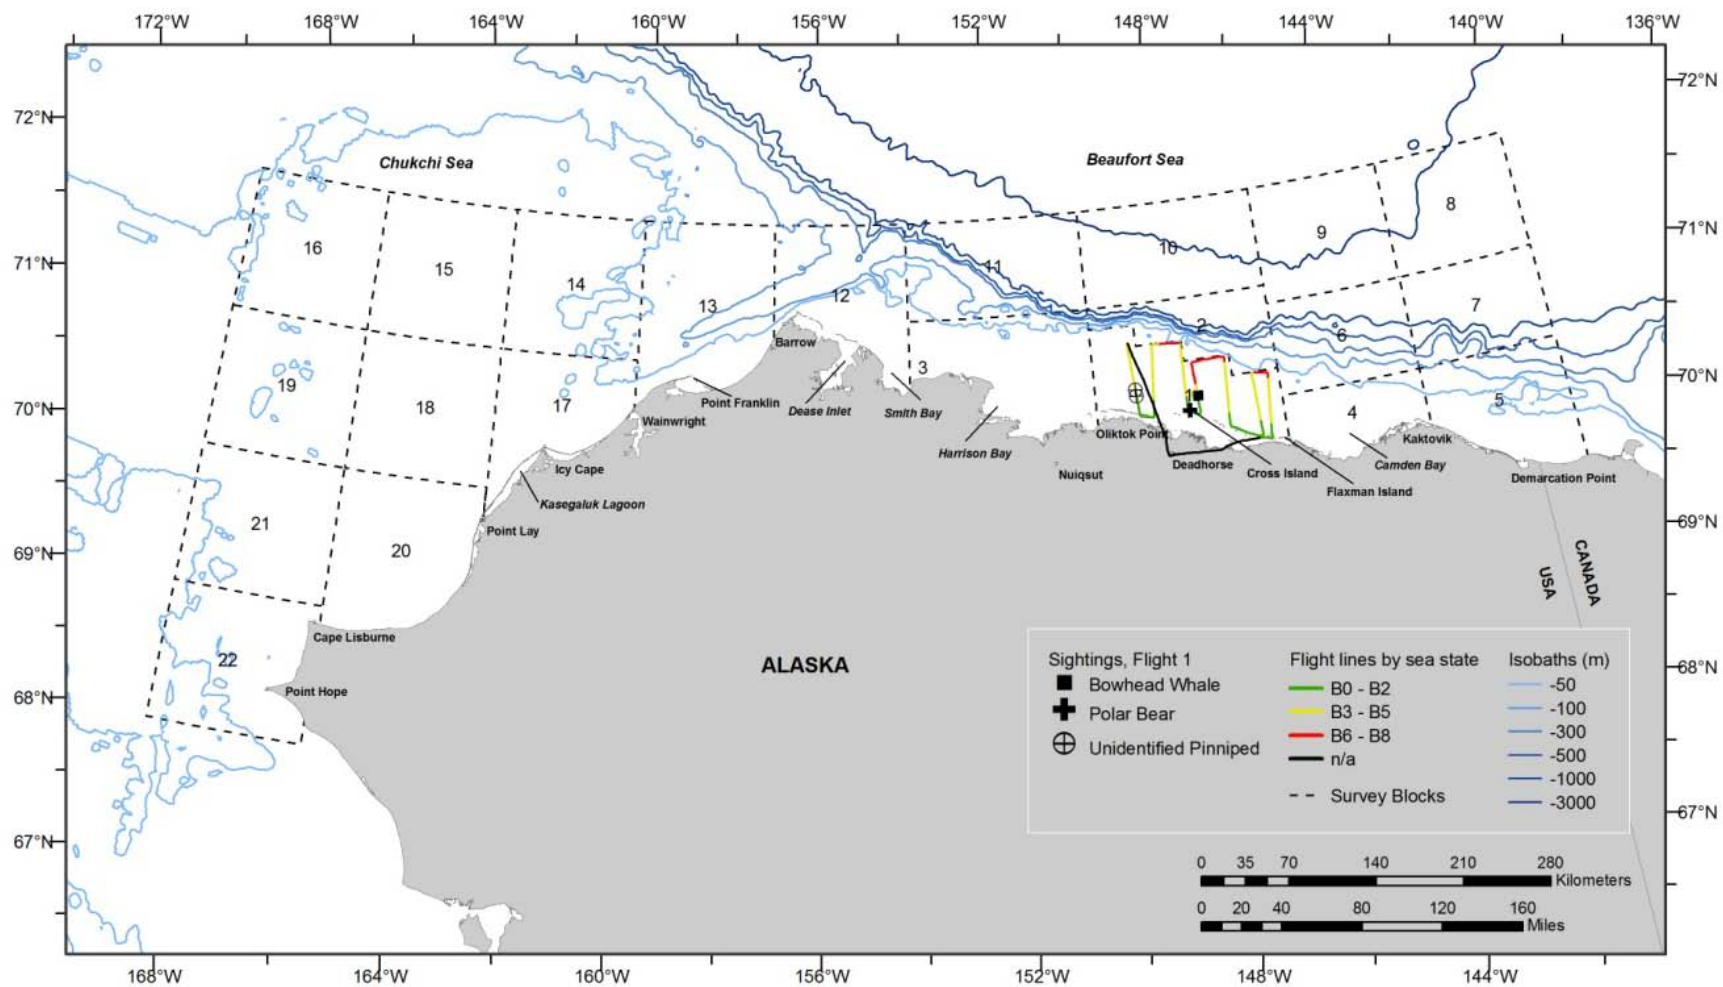 172°W 168°W 164°W 160°W 156°W 152°W 148°W 144°W 140°W 136°W
72°N
72°N
71°N
71°N
70°N
70°N
69°N
69°N
68°N
68°N
67°N
67°N
Chukchi Sea
Beaufort Sea
16
15
14
13
12
11
10
9
8
7
6
5
4
3
2
1
19
18
17
21
20
22
Barrow
Point Franklin
Dease Inlet
Smith Bay
Wainwright
Harrison Bay
Oliktok Point
Nuiqsut
Deadhorse
Cross Island
Flaxman Island
Camden Bay
Kaktovik
Demarcation Point
Icy Cape
Kasegaluk Lagoon
Point Lay
Cape Lisburne
Point Hope
ALASKA
USA
CANADA
Sightings, Flight 1
Bowhead Whale
Polar Bear
Unidentified Pinniped
Flight lines by sea state
B0 - B2
B3 - B5
B6 - B8
n/a
Survey Blocks
Isobaths (m)
-50
-100
-300
-500
-1000
-3000
0 35 70 140 210 280
Kilometers
0 20 40 80 120 160
Miles
168°W 164°W 160°W 156°W 152°W 148°W 144°W